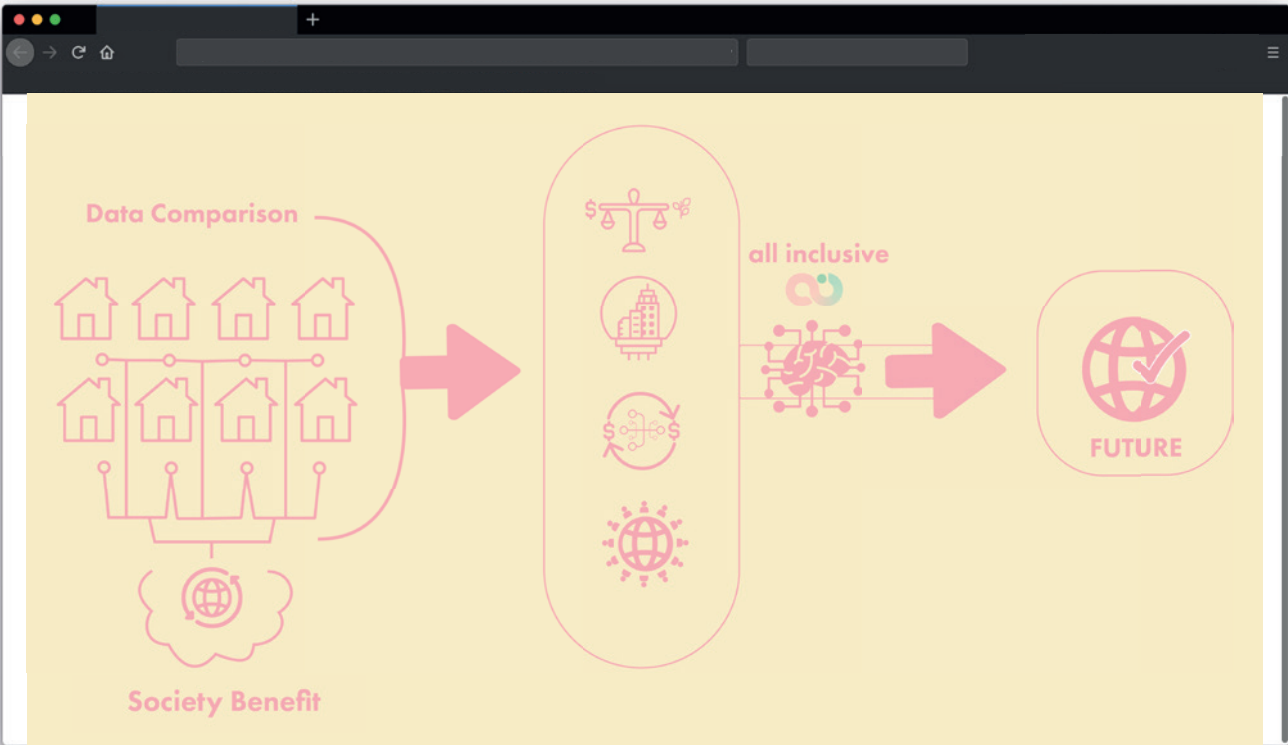 Data Comparison
$
all inclusive
$ $
FUTURE
Society Benefit